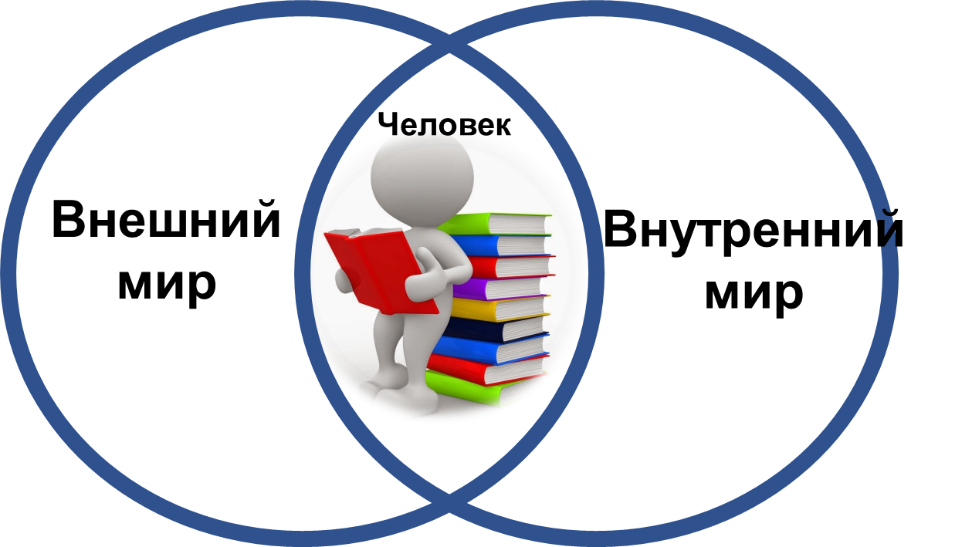 Человек
Внешний
мир
Внутренний
мир